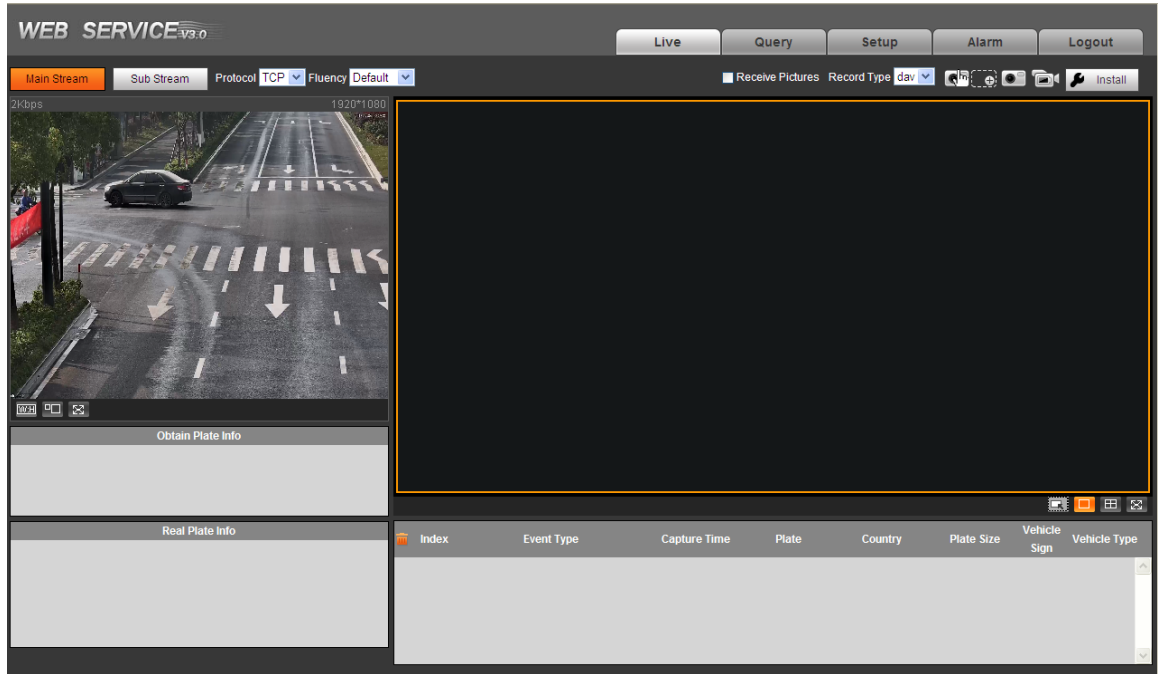 WEB SERVICE V3.0
Live Query Setup Alarm Logout
Main Stream Sub Stream Protocol TCP Fluency Default Receive Pictures Record Type dav Install
2Kbps 1920*1080
W:H
Obtain Plate Info
Real Plate Info
Index Event Type Capture Time Plate Country Plate Size Vehicle Sign Vehicle Type